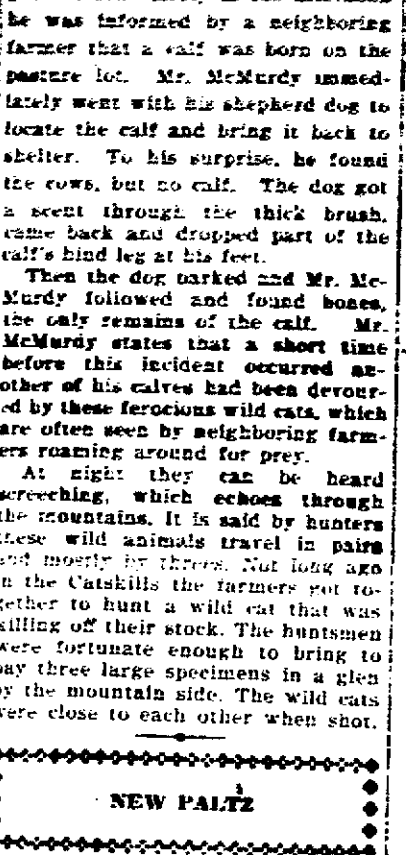 he was informed by a neighboring
farmer that a calf was born on the
pasture lot. Mr. McMurdy immed-
iately went with his shepherd dog to
locate the calf and bring it back to
shelter. To his surprise, he found
the cows, but no calf. The dog got
a scent through the thick brush,
came back and dropped part of the
calf's hind leg at his feet.
Then the dog barked and Mr. Mc-
Murdy followed and found bones,
the only remains of the calf. Mr.
McMurdy states that a short time
before this incident occurred an-
other of his calves had been devour-
ed by these ferocious wild cats, which
are often seen by neighboring farm-
ers roaming around for prey.
At night they can be heard
screeching, which echoes through
the mountains. It is said by hunters
these wild animals travel in pairs
and mostly by threes. Not long ago
in the Catskills the farmers got to-
gether to hunt a wild cat that was
killing off their stock. The huntsmen
were fortunate enough to bring to
bay three large specimens in a glen
by the mountain side. The wild cats
were close to each other when shot.
NEW PALTZ